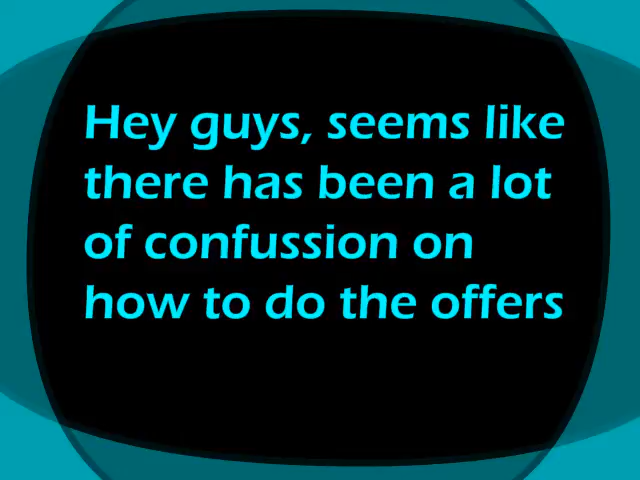 Hey guys, seems like
there has been a lot
of confussion on
how to do the offers